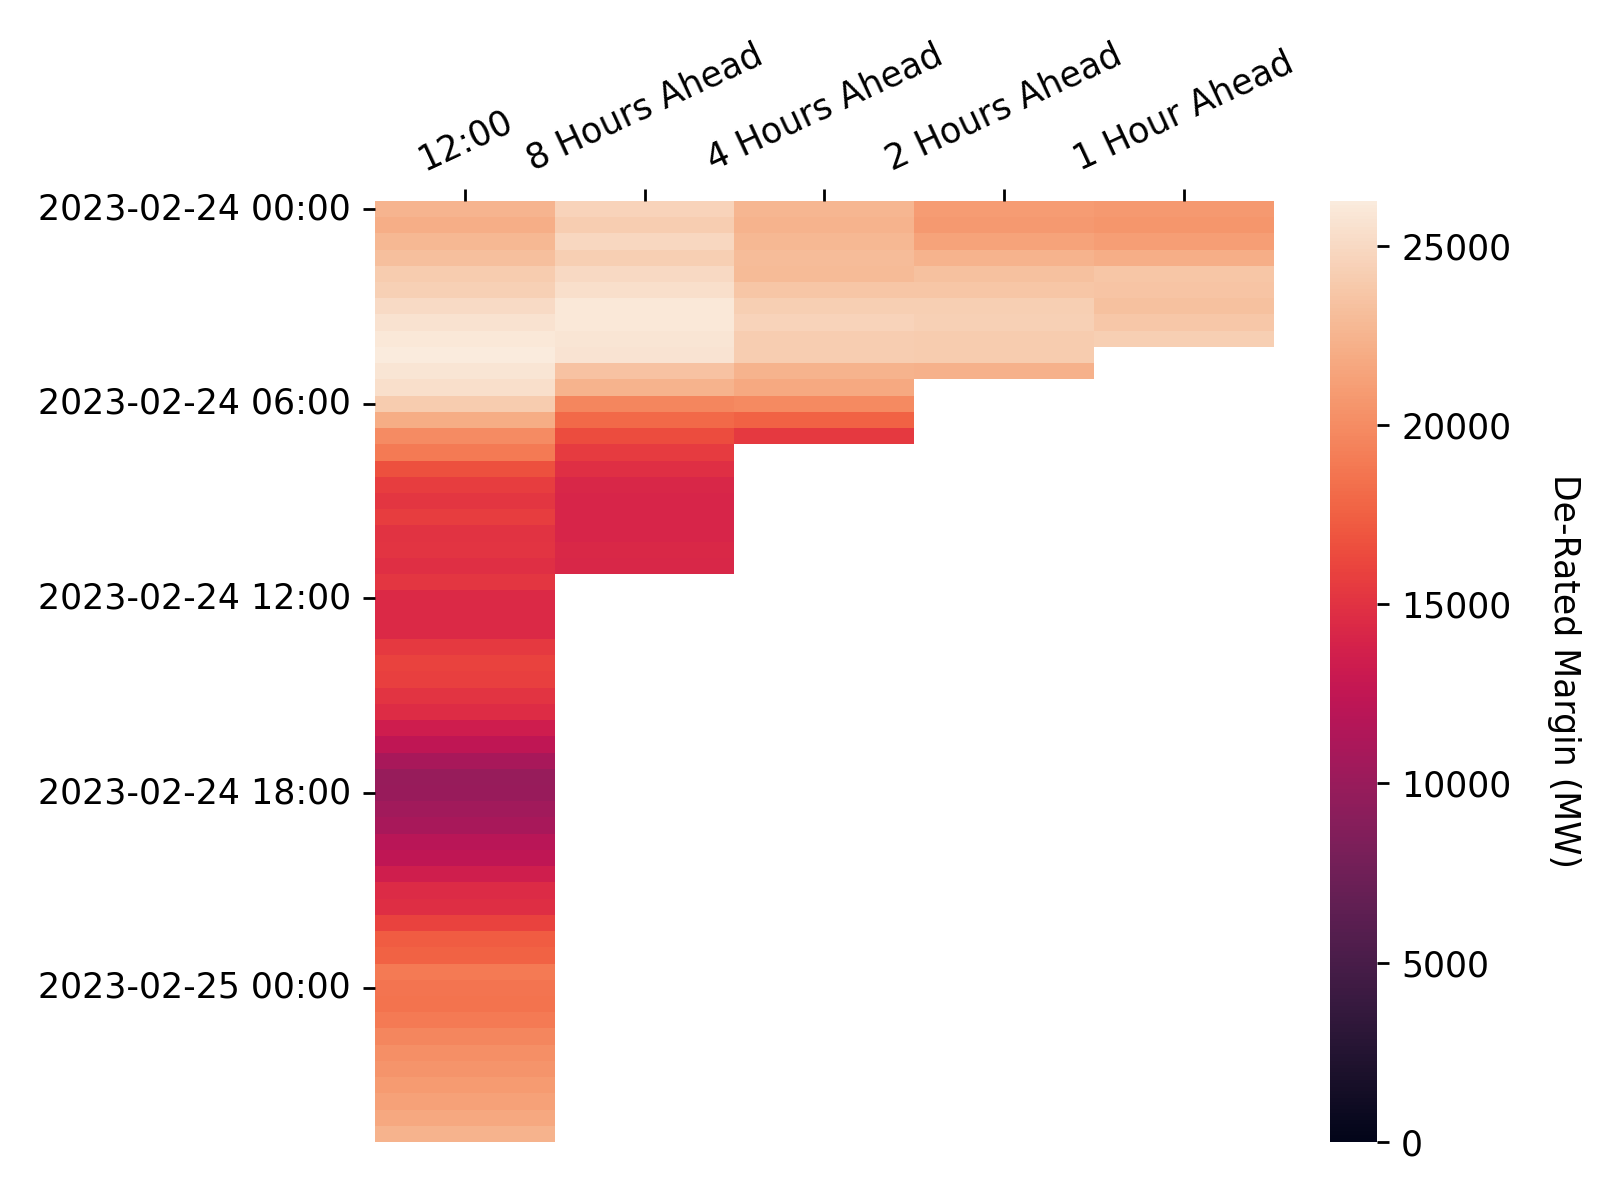 12:00
8 Hours Ahead
4 Hours Ahead
2 Hours Ahead
1 Hour Ahead
2023-02-24 00:00
2023-02-24 06:00
2023-02-24 12:00
2023-02-24 18:00
2023-02-25 00:00
25000
20000
15000
10000
5000
0
De-Rated Margin (MW)